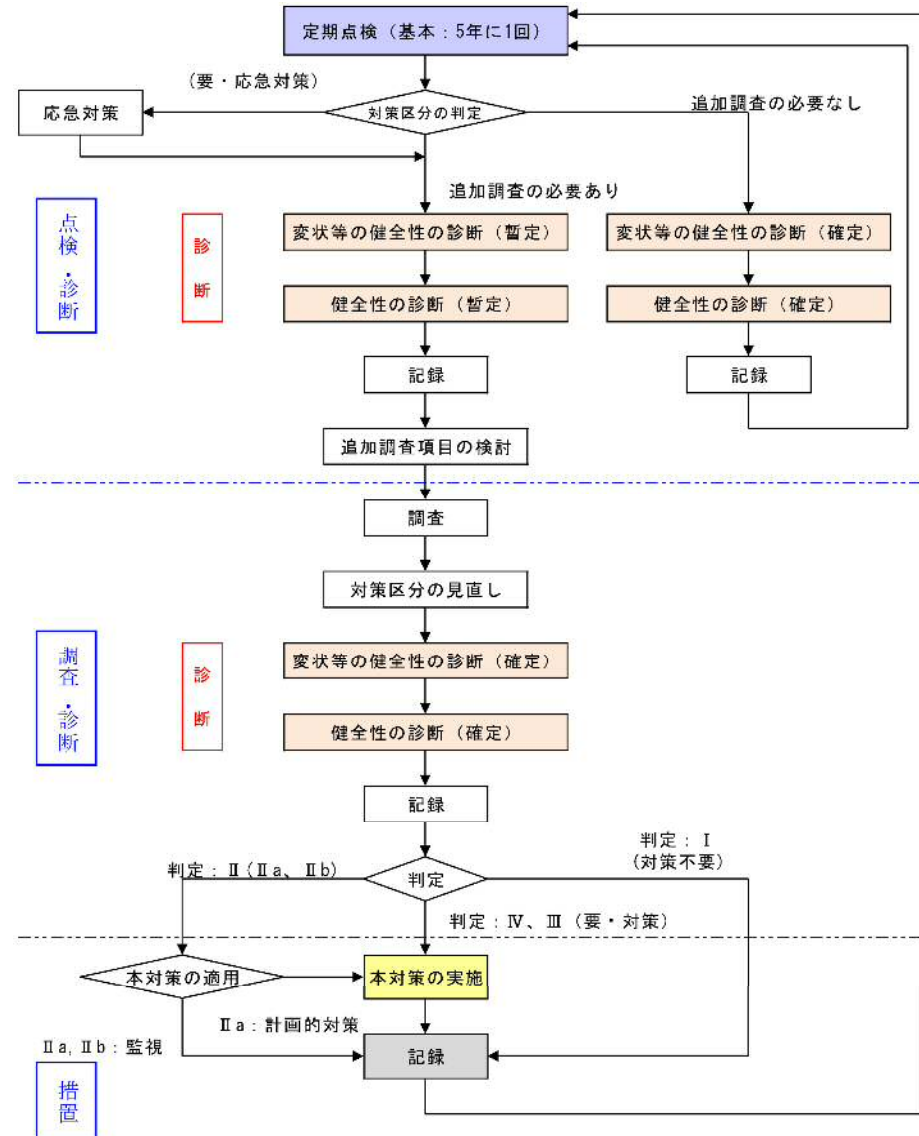 定期点検（基本：5年に1回）
（要・応急対策）
応急対策
対策区分の判定
追加調査の必要なし
追加調査の必要あり
点検・診断
診断
変状等の健全性の診断（暫定）
変状等の健全性の診断（確定）
健全性の診断（暫定）
健全性の診断（確定）
記録
記録
追加調査項目の検討
調査
対策区分の見直し
調査・診断
診断
変状等の健全性の診断（確定）
健全性の診断（確定）
記録
判定：Ⅰ
（対策不要）
判定：Ⅱ（Ⅱa、Ⅱb）
判定
判定：Ⅳ、Ⅲ（要・対策）
本対策の適用
本対策の実施
Ⅱa：計画的対策
Ⅱa,Ⅱb：監視
記録
措置